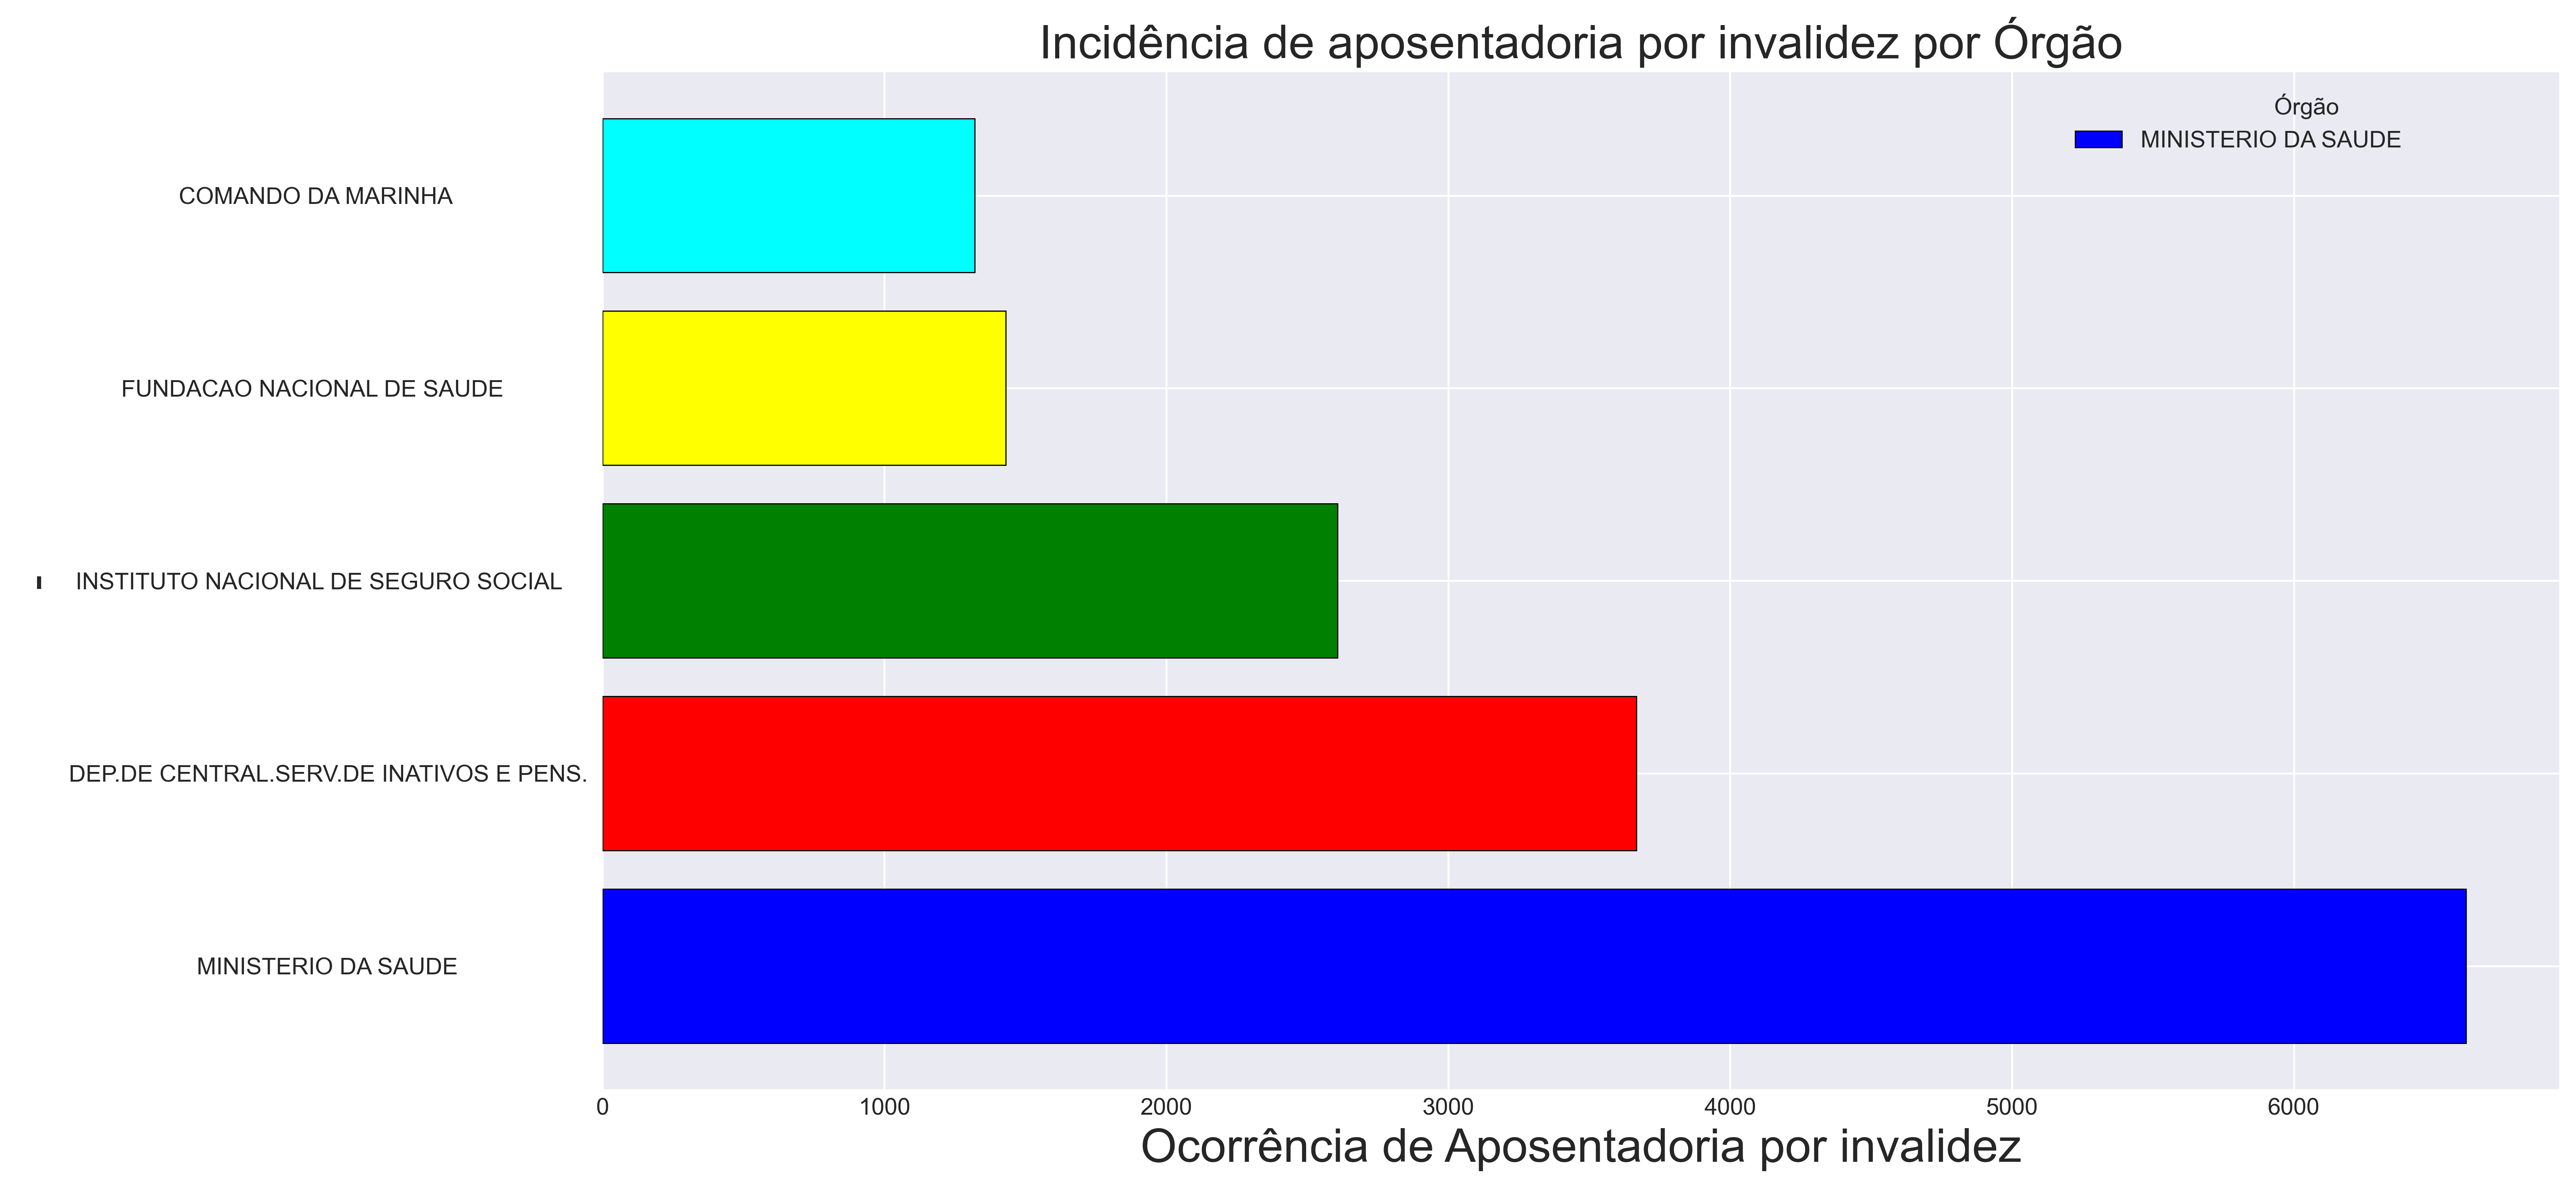 Incidência de aposentadoria por invalidez por Órgão
Órgão
MINISTERIO DA SAUDE
COMANDO DA MARINHA
FUNDACAO NACIONAL DE SAUDE
INSTITUTO NACIONAL DE SEGURO SOCIAL
DEP.DE CENTRAL.SERV.DE INATIVOS E PENS.
MINISTERIO DA SAUDE
0 1000 2000 3000 4000 5000 6000
Ocorrência de Aposentadoria por invalidez